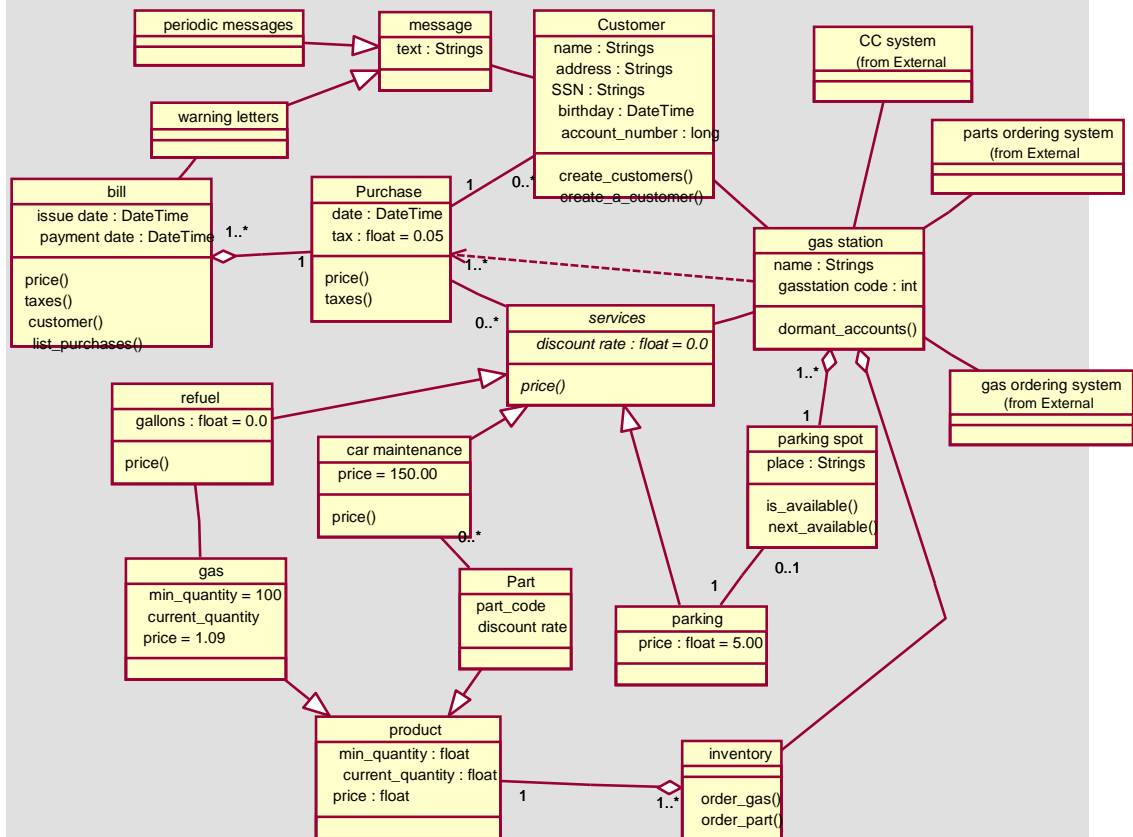 periodic messages
message
text : Strings
Customer
name : Strings
address : Strings
SSN : Strings
birthday : DateTime
account_number : long
create_customers()
create_a_customer()
CC system
(from External
parts ordering system
(from External
warning letters
bill
issue date : DateTime
payment date : DateTime
price()
taxes()
customer()
list_purchases()
1..*
1
Purchase
date : DateTime
tax : float = 0.05
price()
taxes()
1
0..*
1..*
0..*
gas station
name : Strings
gasstation code : int
dormant_accounts()
services
discount rate : float = 0.0
price()
1..*
1
gas ordering system
(from External
refuel
gallons : float = 0.0
price()
car maintenance
price = 150.00
price()
0..*
parking spot
place : Strings
is_available()
next_available()
0..1
1
gas
min_quantity = 100
current_quantity
price = 1.09
Part
part_code
discount rate
parking
price : float = 5.00
product
min_quantity : float
current_quantity : float
price : float
1
1..*
inventory
order_gas()
order_part()